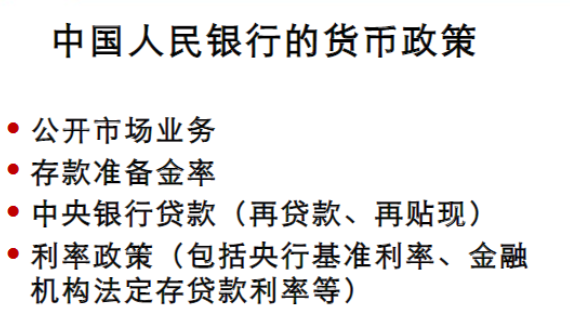 中国人民银行的货币政策
• 公开市场业务
• 存款准备金率
• 中央银行贷款（再贷款、再贴现）
• 利率政策（包括央行基准利率、金融
机构法定存贷款利率等）